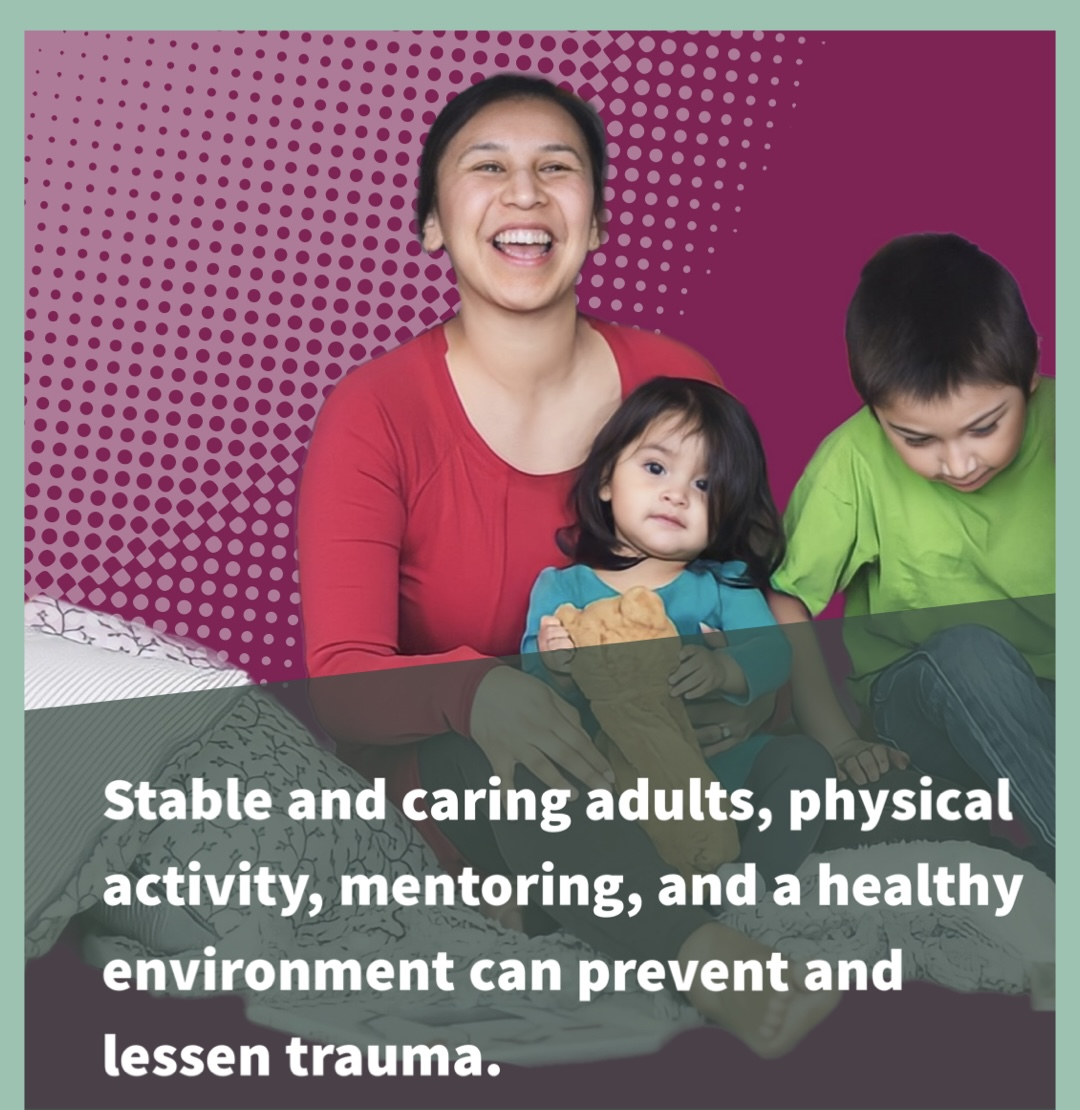 Stable and caring adults, physical
activity, mentoring, and a healthy
environment can prevent and
lessen trauma.